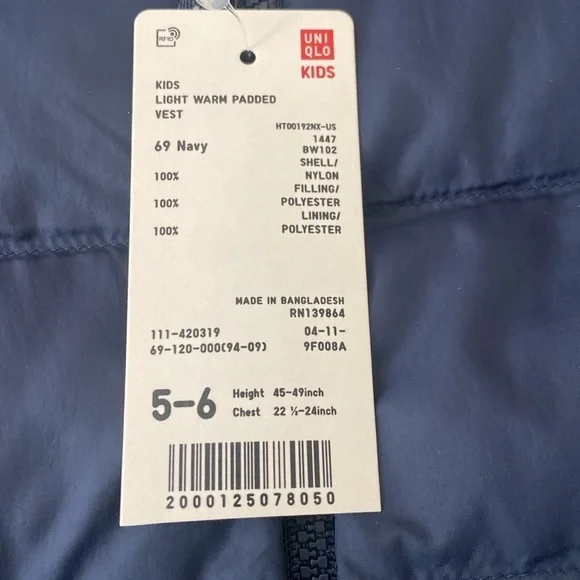 RFID
UNI
QLO
KIDS
KIDS
LIGHT WARM PADDED
VEST
HT00192NX-US
69 Navy 1447
BW102
SHELL/
100% NYLON
FILLING/
100% POLYESTER
LINING/
100% POLYESTER
MADE IN BANGLADESH
RN139864
111-420319 04-11-
69-120-000(94-09) 9F008A
5-6 Height 45-49inch
Chest 22 ½-24inch
2000125078050